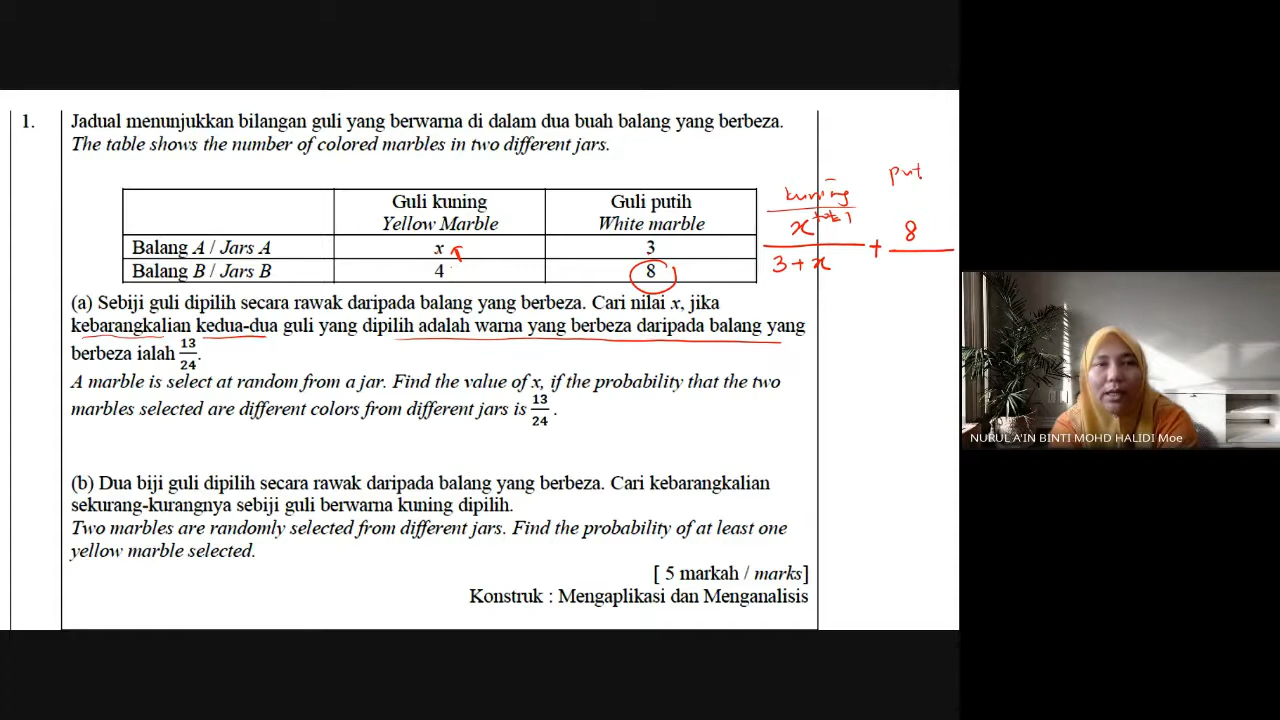 1.
Jadual menunjukkan bilangan guli yang berwarna di dalam dua buah balang yang berbeza.
The table shows the number of colored marbles in two different jars.
Guli kuning Guli putih
Yellow Marble White marble
Balang A / Jars A x 3
Balang B / Jars B 4 8
kuning
put
x
8
+
3 + x
(a) Sebiji guli dipilih secara rawak daripada balang yang berbeza. Cari nilai x, jika
kebarangkalian kedua-dua guli yang dipilih adalah warna yang berbeza daripada balang yang
berbeza ialah 13/24.
A marble is select at random from a jar. Find the value of x, if the probability that the two
marbles selected are different colors from different jars is 13/24 .
(b) Dua biji guli dipilih secara rawak daripada balang yang berbeza. Cari kebarangkalian
sekurang-kurangnya sebiji guli berwarna kuning dipilih.
Two marbles are randomly selected from different jars. Find the probability of at least one
yellow marble selected.
[ 5 markah / marks]
Konstruk : Mengaplikasi dan Menganalisis
NURUL A'IN BINTI MOHD HALIDI Moe